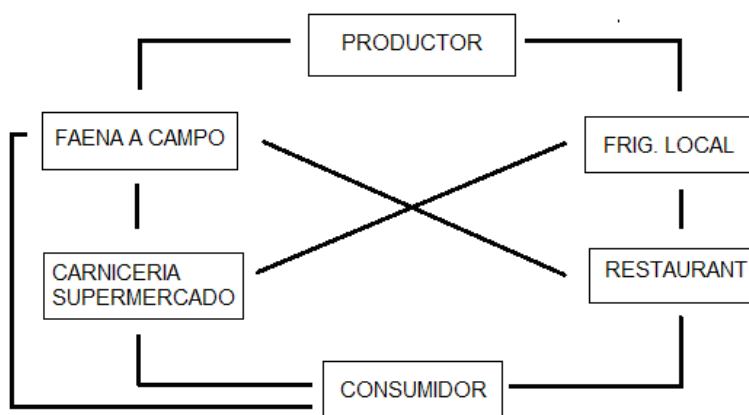 PRODUCTOR
FAENA A CAMPO
FRIG. LOCAL
CARNICERIA
SUPERMERCADO
RESTAURANT
CONSUMIDOR